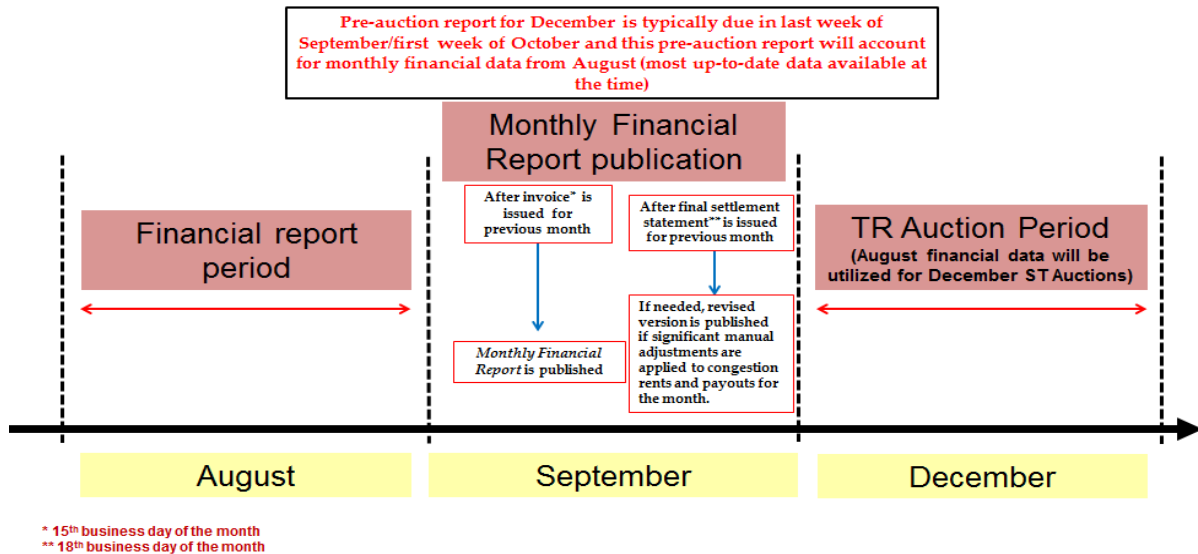 Pre-auction report for December is typically due in last week of
September/first week of October and this pre-auction report will account
for monthly financial data from August (most up-to-date data available at
the time)
Monthly Financial
Report publication
After invoice* is
issued for
previous month
After final settlement
statement** is issued
for previous month
Financial report
period
TR Auction Period
(August financial data will be
utilized for December ST Auctions)
If needed, revised
version is published
if significant manual
adjustments are
applied to congestion
rents and payouts for
the month.
Monthly Financial
Report is published
August
September
December
* 15th business day of the month
** 18th business day of the month